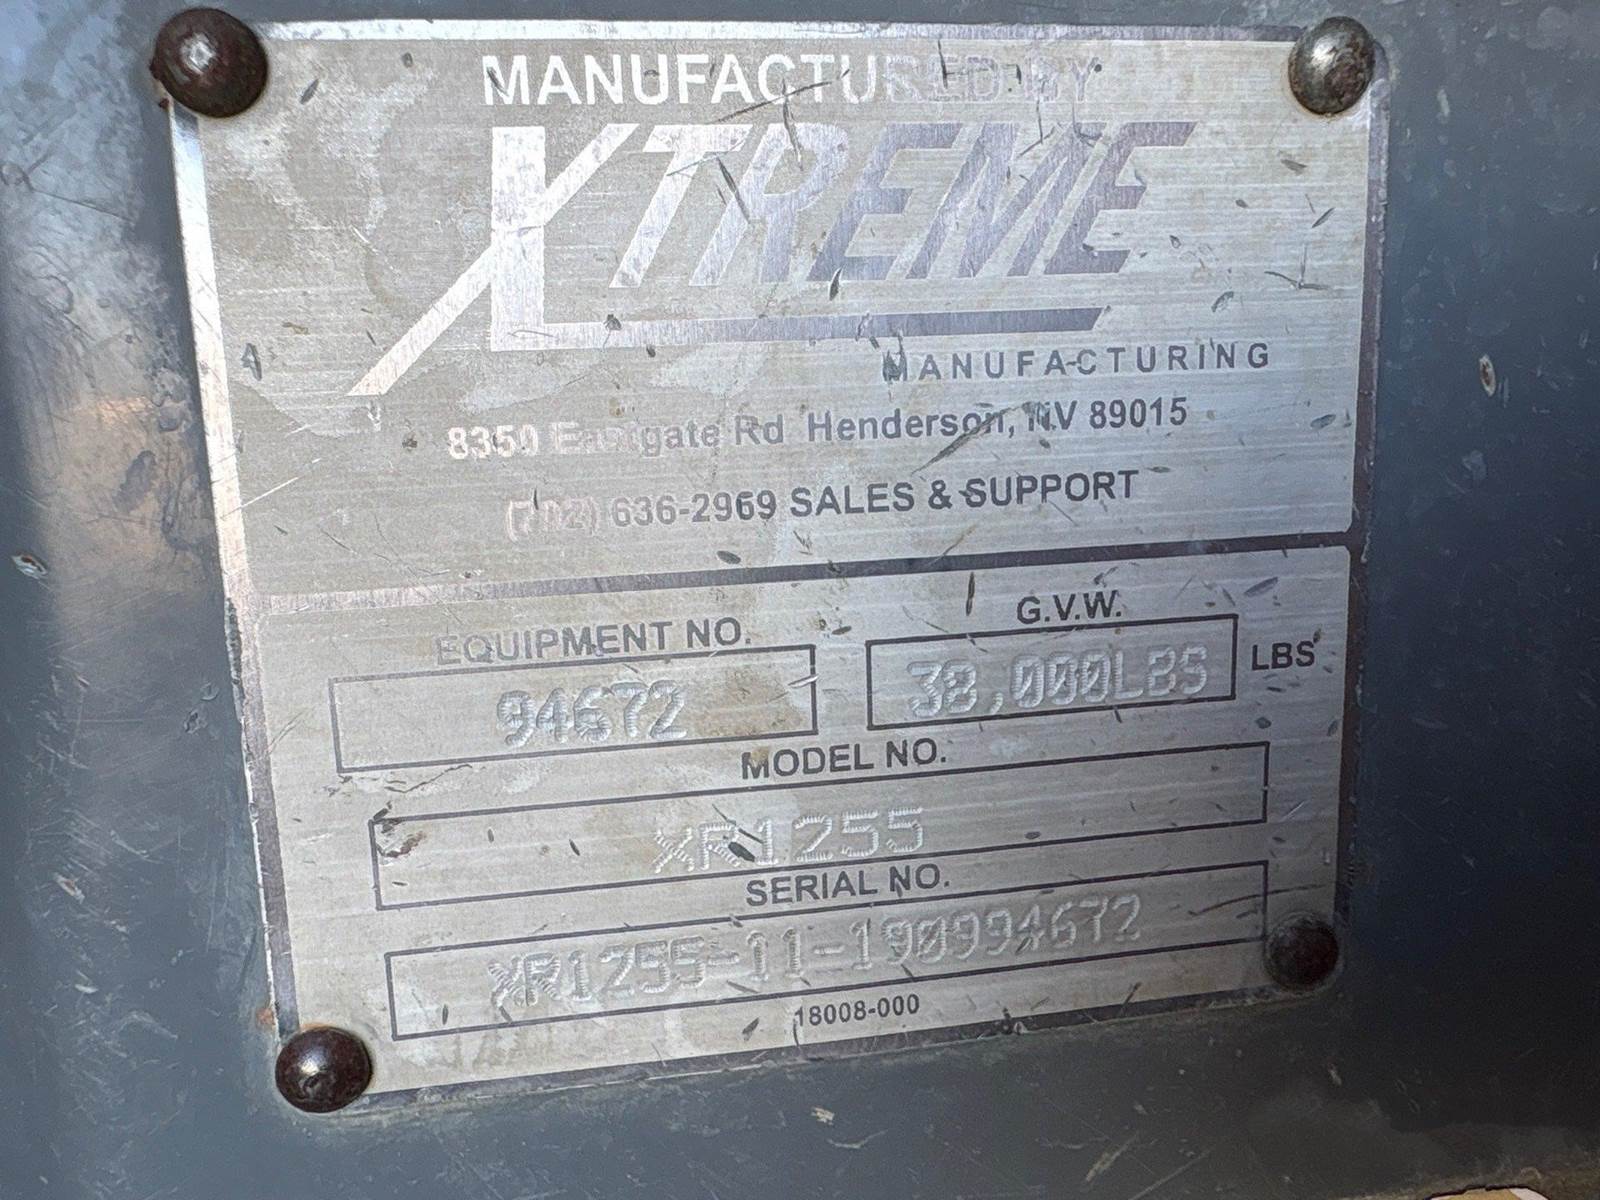 MANUFACTURED BY
XTREME
MANUFACTURING
8350 Eastgate Rd Henderson, NV 89015
(702) 636-2969 SALES & SUPPORT
EQUIPMENT NO.
94672
G.V.W.
38,000LBS LBS
MODEL NO.
XR1255
SERIAL NO.
XR1255-11-190994672
18008-000